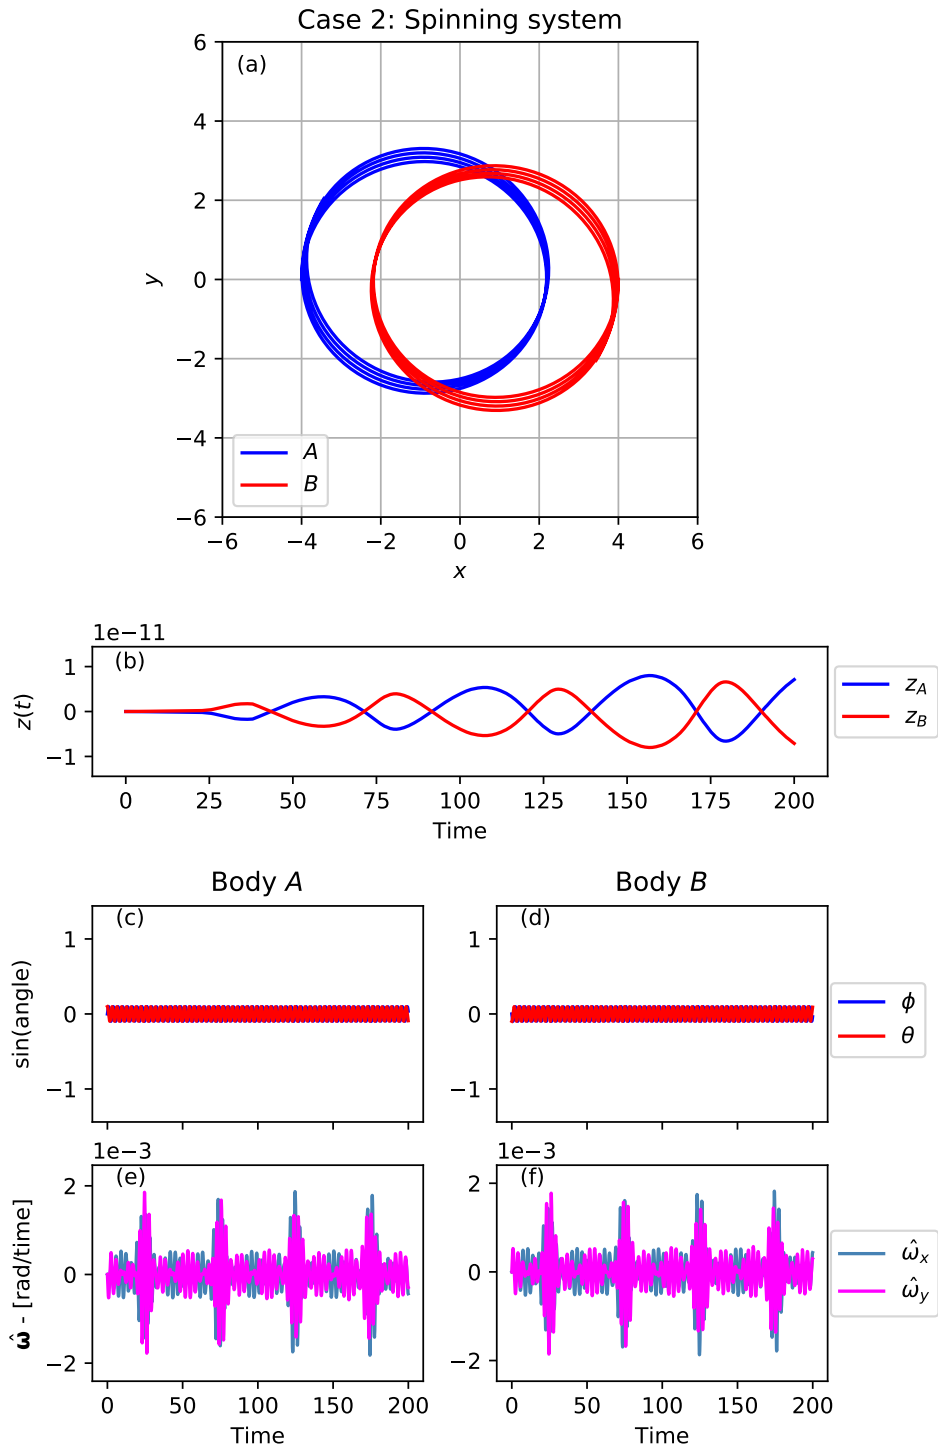 Case 2: Spinning system
(a)
6
4
2
0
−2
−4
−6
y
A
B
−6 −4 −2 0 2 4 6
x
1e−11
(b)
1
0
−1
z(t)
z_A
z_B
0 25 50 75 100 125 150 175 200
Time
Body A
Body B
(c)
(d)
1
0
−1
sin(angle)
1
0
−1
ϕ
θ
1e−3
1e−3
(e)
(f)
2
0
−2
ω̂ - [rad/time]
2
0
−2
ω̂_x
ω̂_y
0 50 100 150 200
0 50 100 150 200
Time
Time